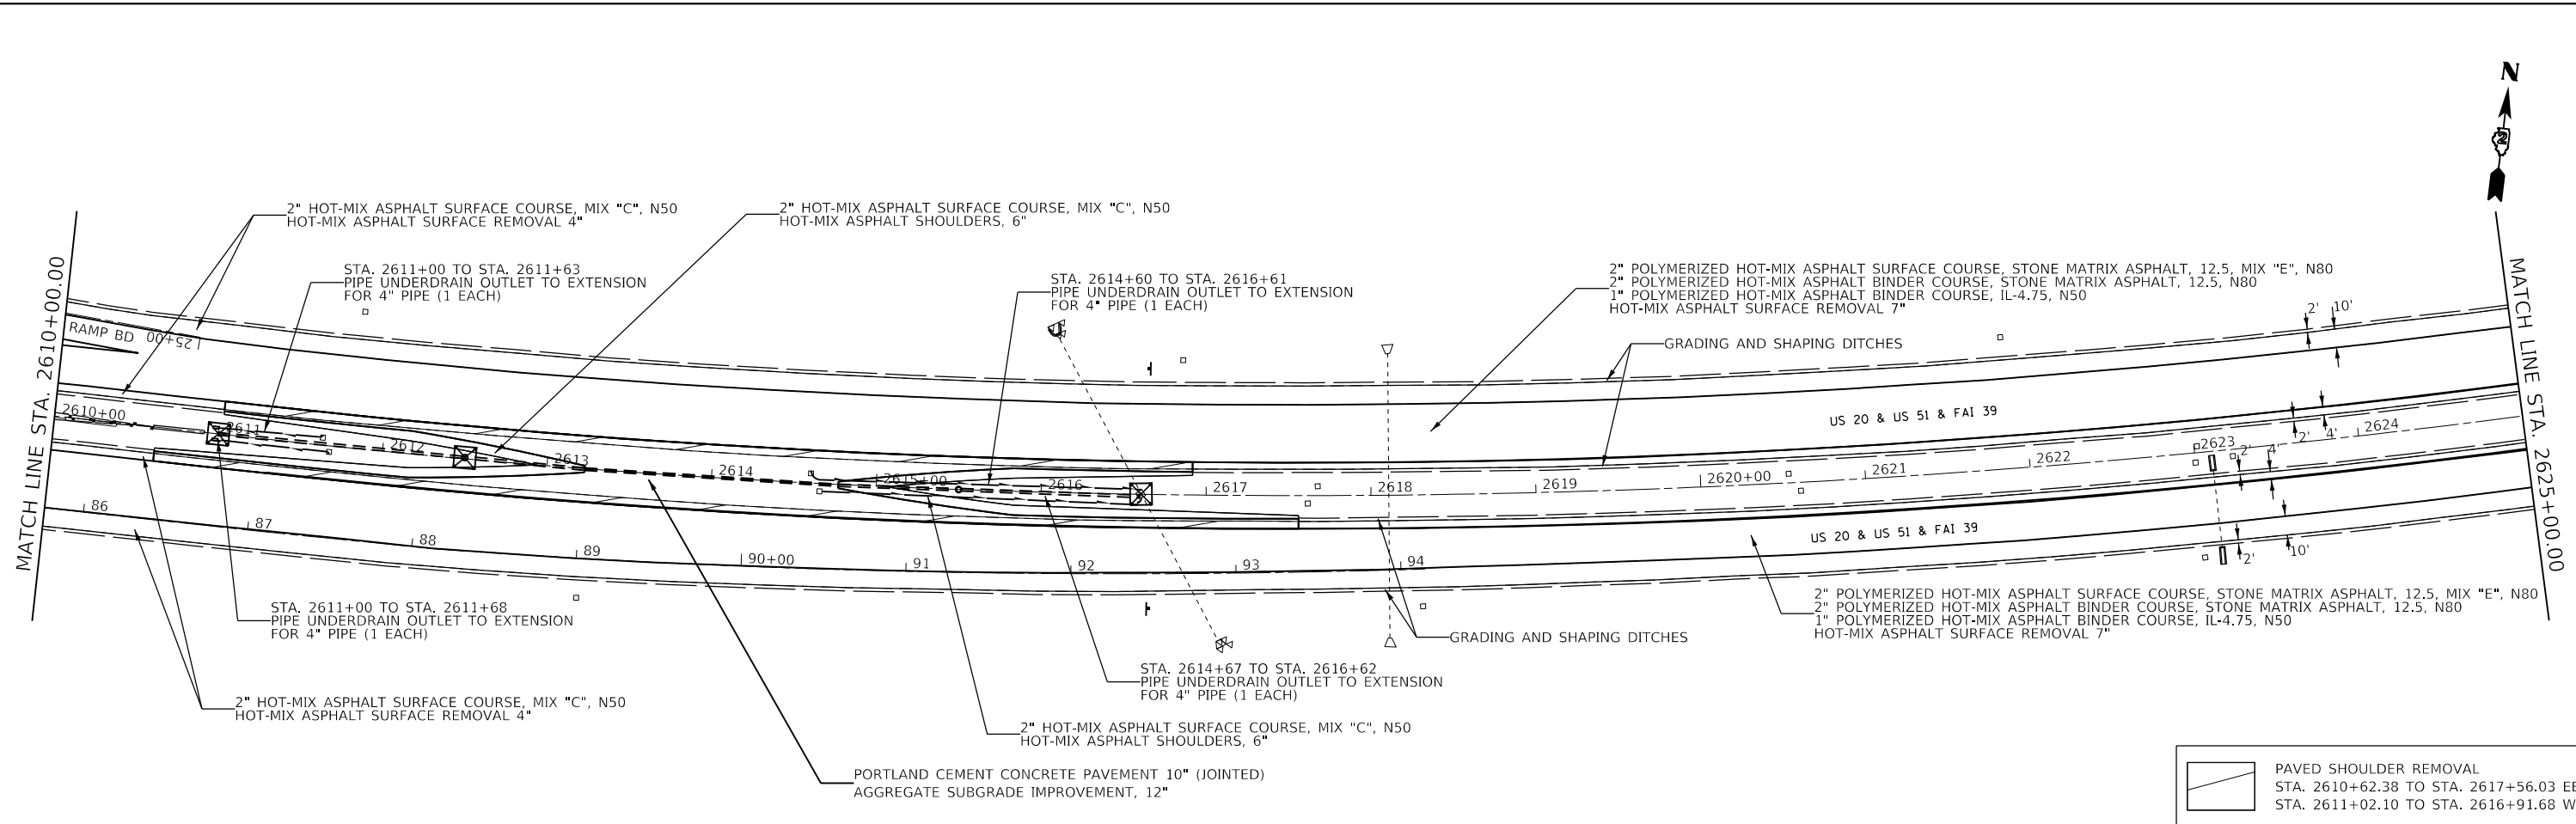 N
2" HOT-MIX ASPHALT SURFACE COURSE, MIX "C", N50
HOT-MIX ASPHALT SURFACE REMOVAL 4"
2" HOT-MIX ASPHALT SURFACE COURSE, MIX "C", N50
HOT-MIX ASPHALT SHOULDERS, 6"
STA. 2611+00 TO STA. 2611+63
PIPE UNDERDRAIN OUTLET TO EXTENSION
FOR 4" PIPE (1 EACH)
STA. 2614+60 TO STA. 2616+61
PIPE UNDERDRAIN OUTLET TO EXTENSION
FOR 4" PIPE (1 EACH)
2" POLYMERIZED HOT-MIX ASPHALT SURFACE COURSE, STONE MATRIX ASPHALT, 12.5, MIX "E", N80
2" POLYMERIZED HOT-MIX ASPHALT BINDER COURSE, STONE MATRIX ASPHALT, 12.5, N80
1" POLYMERIZED HOT-MIX ASPHALT BINDER COURSE, IL-4.75, N50
HOT-MIX ASPHALT SURFACE REMOVAL 7"
GRADING AND SHAPING DITCHES
MATCH LINE STA. 2610+00.00
MATCH LINE STA. 2625+00.00
RAMP BD 125+00
2' 10'
US 20 & US 51 & FAI 39
2' 4'
2610+00 2611 2612 2613 2614 2615+00 2616 2617 2618 2619 2620+00 2621 2622 2623 2624
2' 4'
US 20 & US 51 & FAI 39
86 87 88 89 90+00 91 92 93 94
2' 10'
STA. 2611+00 TO STA. 2611+68
PIPE UNDERDRAIN OUTLET TO EXTENSION
FOR 4" PIPE (1 EACH)
2" POLYMERIZED HOT-MIX ASPHALT SURFACE COURSE, STONE MATRIX ASPHALT, 12.5, MIX "E", N80
2" POLYMERIZED HOT-MIX ASPHALT BINDER COURSE, STONE MATRIX ASPHALT, 12.5, N80
1" POLYMERIZED HOT-MIX ASPHALT BINDER COURSE, IL-4.75, N50
HOT-MIX ASPHALT SURFACE REMOVAL 7"
GRADING AND SHAPING DITCHES
STA. 2614+67 TO STA. 2616+62
PIPE UNDERDRAIN OUTLET TO EXTENSION
FOR 4" PIPE (1 EACH)
2" HOT-MIX ASPHALT SURFACE COURSE, MIX "C", N50
HOT-MIX ASPHALT SURFACE REMOVAL 4"
2" HOT-MIX ASPHALT SURFACE COURSE, MIX "C", N50
HOT-MIX ASPHALT SHOULDERS, 6"
PORTLAND CEMENT CONCRETE PAVEMENT 10" (JOINTED)
AGGREGATE SUBGRADE IMPROVEMENT, 12"
PAVED SHOULDER REMOVAL
STA. 2610+62.38 TO STA. 2617+56.03
STA. 2611+02.10 TO STA. 2616+91.68